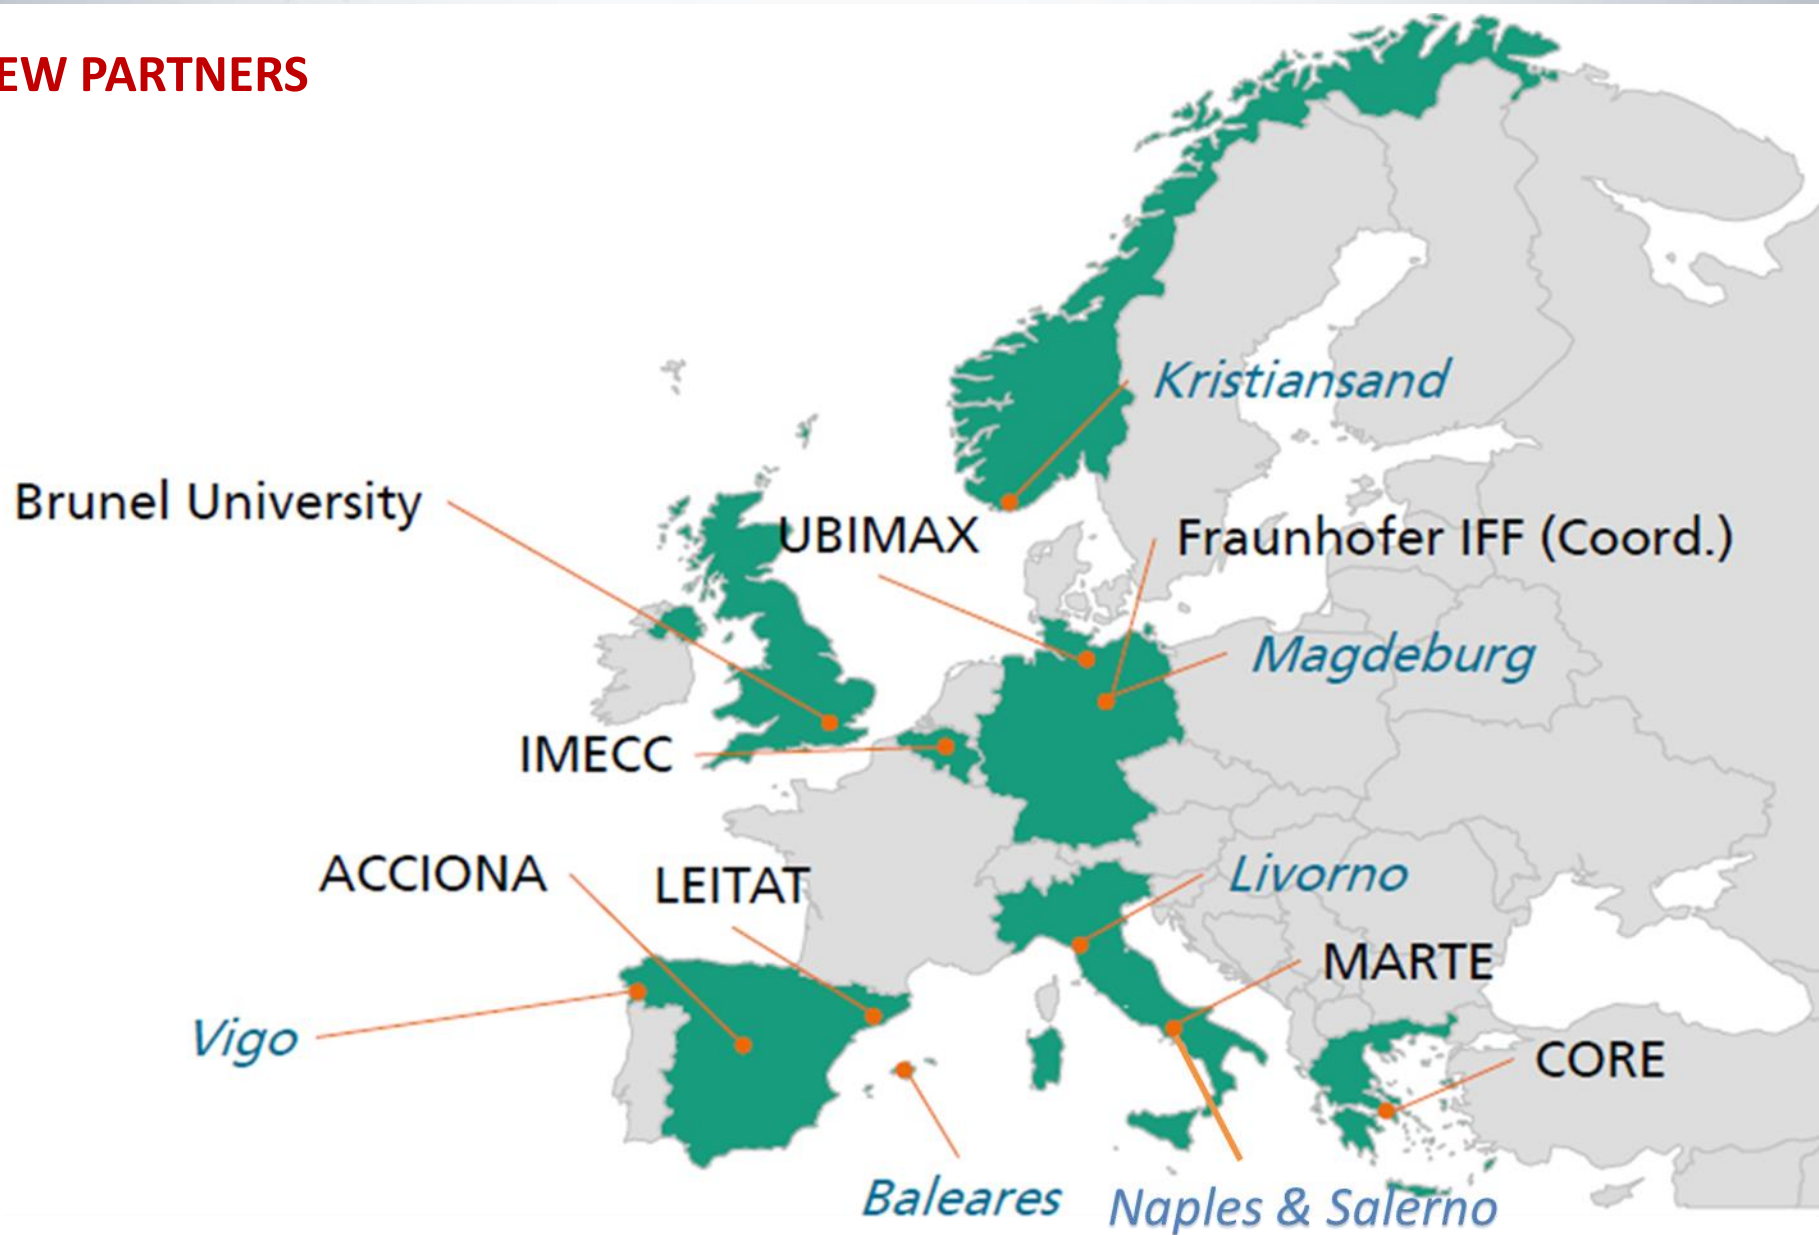 EW PARTNERS
Kristiansand
Brunel University
UBIMAX
Fraunhofer IFF (Coord.)
Magdeburg
IMECC
ACCIONA
LEITAT
Livorno
MARTE
Vigo
CORE
Baleares
Naples & Salerno